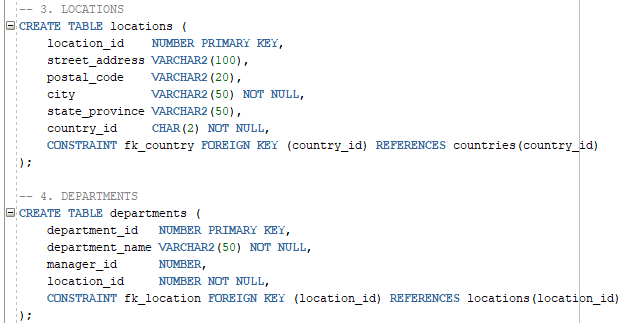 -- 3. LOCATIONS
CREATE TABLE locations (
    location_id    NUMBER PRIMARY KEY,
    street_address VARCHAR2(100),
    postal_code    VARCHAR2(20),
    city           VARCHAR2(50) NOT NULL,
    state_province VARCHAR2(50),
    country_id     CHAR(2) NOT NULL,
    CONSTRAINT fk_country FOREIGN KEY (country_id) REFERENCES countries(country_id)
);
-- 4. DEPARTMENTS
CREATE TABLE departments (
    department_id   NUMBER PRIMARY KEY,
    department_name VARCHAR2(50) NOT NULL,
    manager_id      NUMBER,
    location_id     NUMBER NOT NULL,
    CONSTRAINT fk_location FOREIGN KEY (location_id) REFERENCES locations(location_id)
);